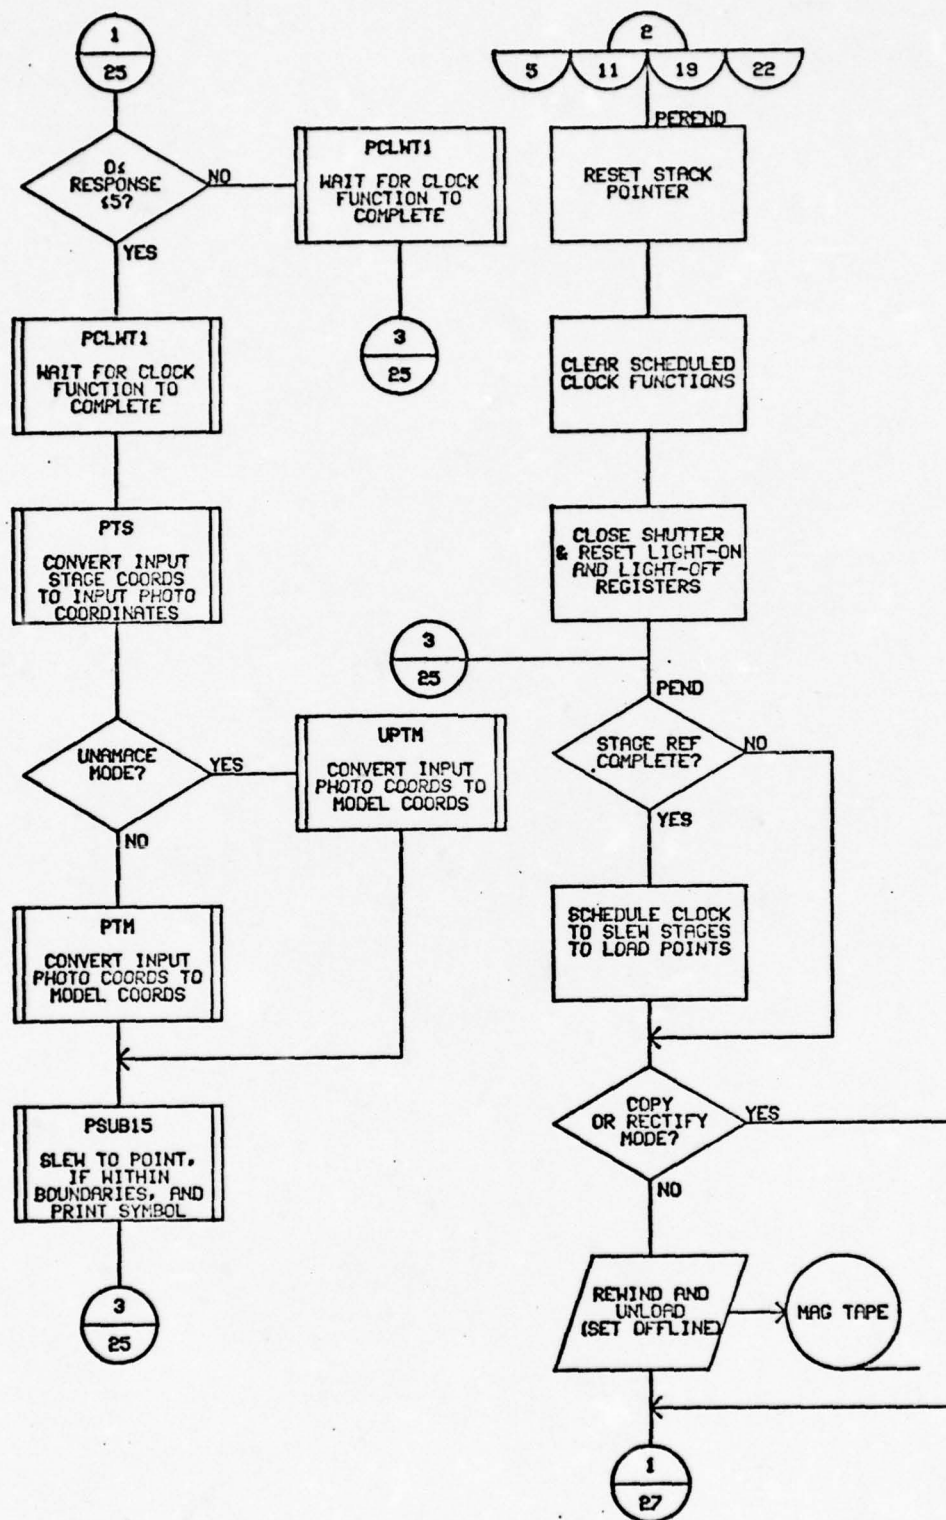 1
25
0≤
RESPONSE
≤5?
NO
YES
PCLWT1
WAIT FOR CLOCK
FUNCTION TO
COMPLETE
3
25
PCLWT1
WAIT FOR CLOCK
FUNCTION TO
COMPLETE
PTS
CONVERT INPUT
STAGE COORDS
TO INPUT PHOTO
COORDINATES
UNAMACE
MODE?
YES
NO
UPTM
CONVERT INPUT
PHOTO COORDS TO
MODEL COORDS
PTM
CONVERT INPUT
PHOTO COORDS TO
MODEL COORDS
PSUB15
SLEW TO POINT,
IF WITHIN
BOUNDARIES, AND
PRINT SYMBOL
3
25
2
5 11 19 22
PEREND
RESET STACK
POINTER
CLEAR SCHEDULED
CLOCK FUNCTIONS
CLOSE SHUTTER
& RESET LIGHT-ON
AND LIGHT-OFF
REGISTERS
3
25
PEND
STAGE REF
COMPLETE?
NO
YES
SCHEDULE CLOCK
TO SLEW STAGES
TO LOAD POINTS
COPY
OR RECTIFY
MODE?
YES
NO
REWIND AND
UNLOAD
(SET OFFLINE)
MAG TAPE
1
27